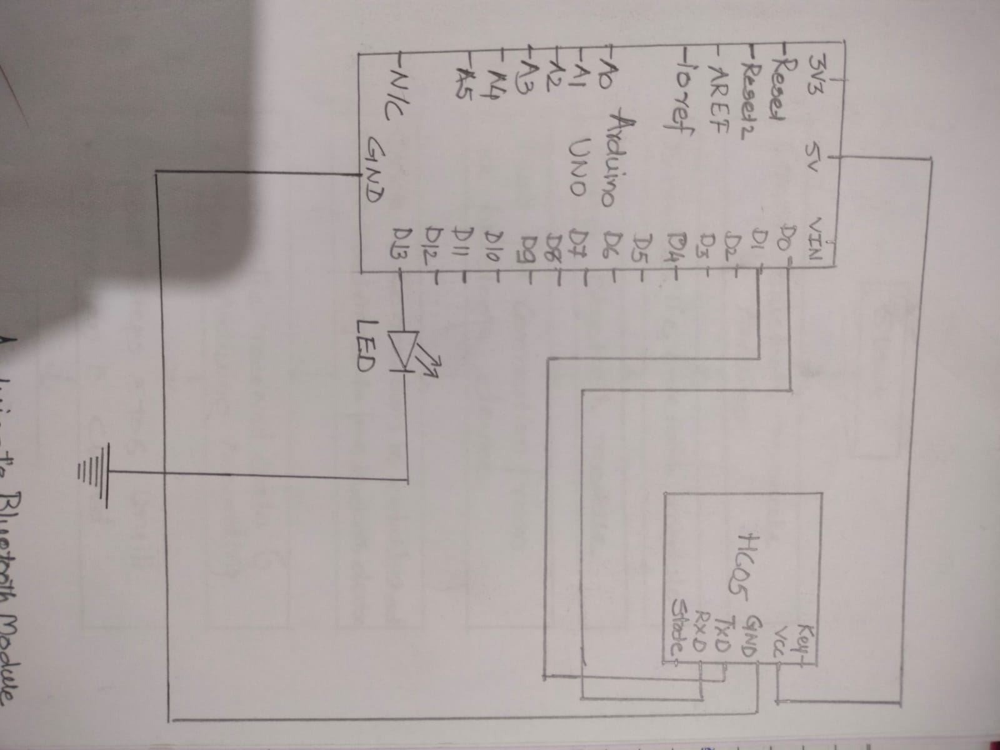 3V3
5V
VIN
Reset
Reset2
AREF
ioref
A0
A1
A2
A3
A4
A5
N/C
Arduino
UNO
D0
D1
D2
D3
D4
D5
D6
D7
D8
D9
D10
D11
D12
D13
GND
LED
HC05
Key
Vcc
GND
TXD
RXD
State
to Bluetooth Module